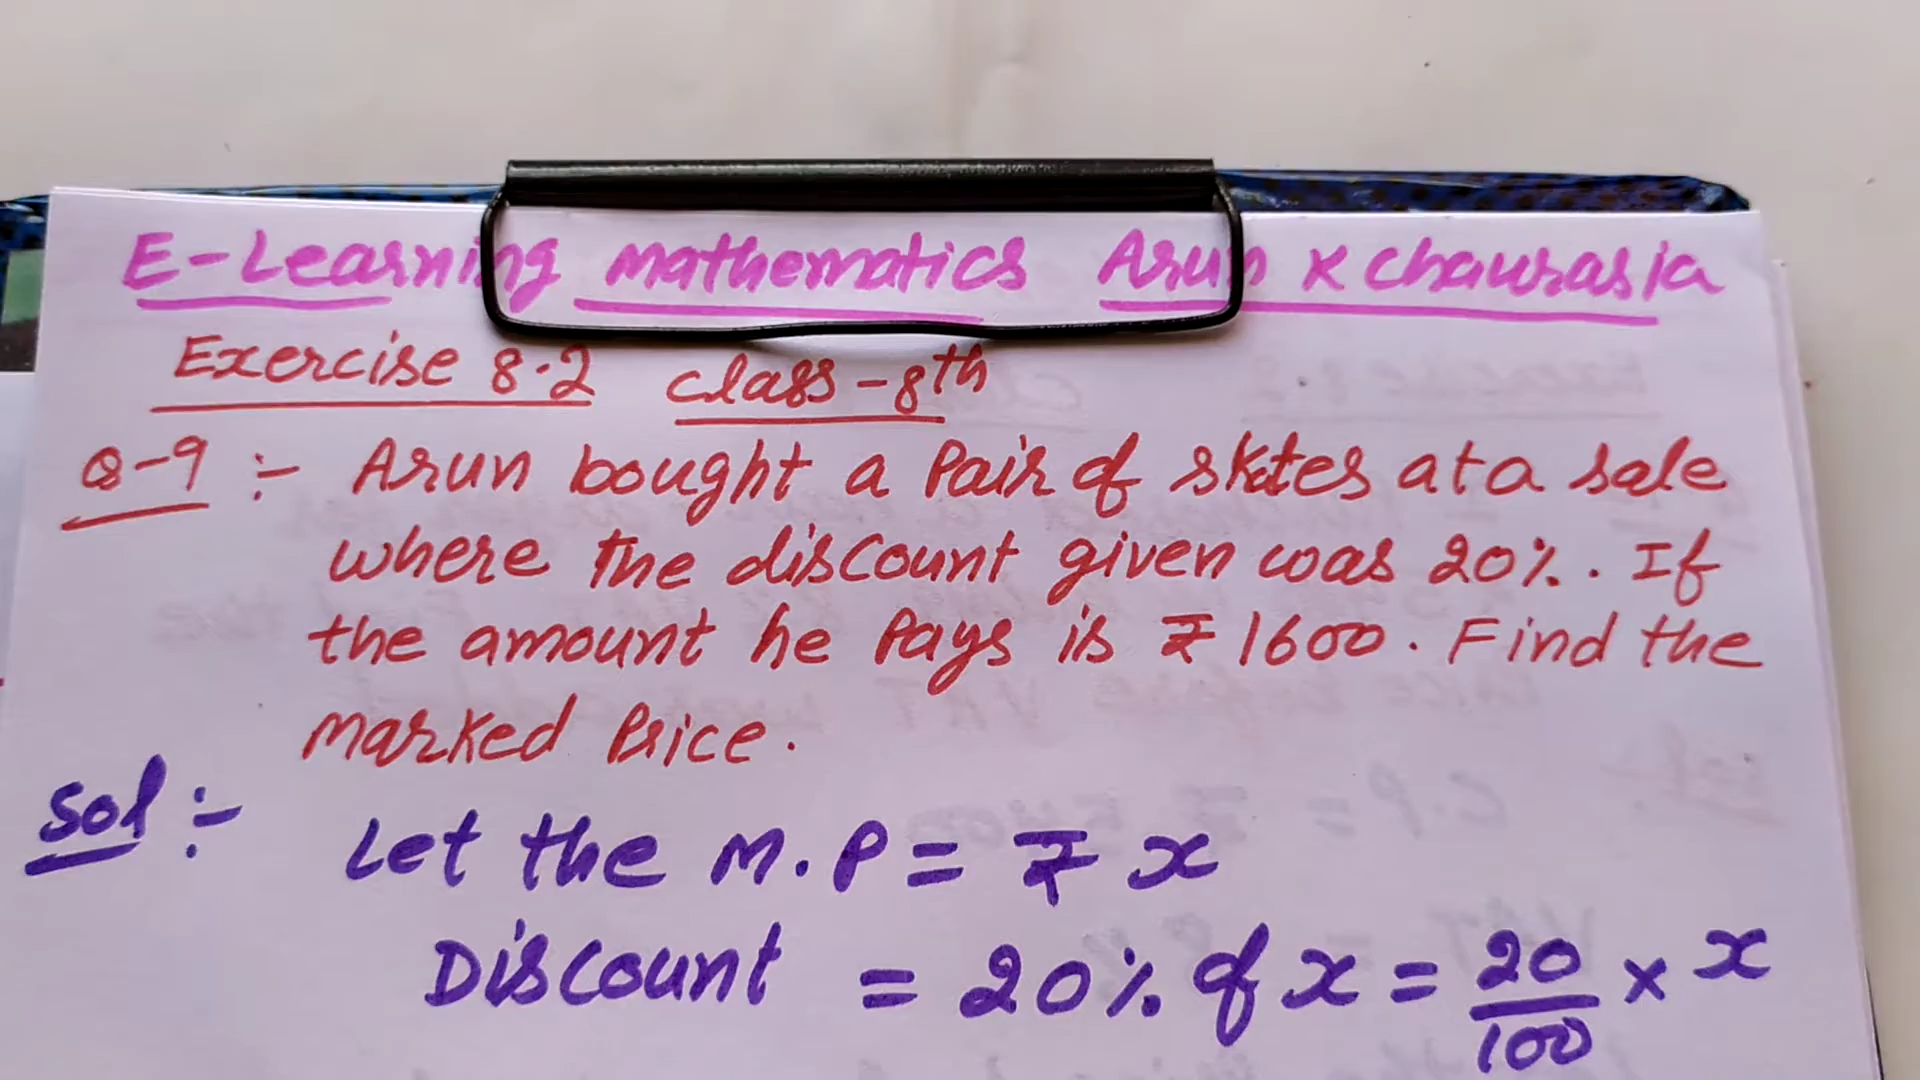 E-Learning mathematics Arun k chaurasia
Exercise 8.2 class-8th
Q-9 :- Arun bought a Pair of skates at a sale
where the discount given was 20%. If
the amount he Pays is ₹ 1600. Find the
marked Price.
Sol :- Let the M.P = ₹ x
Discount = 20% of x = 20/100 × x